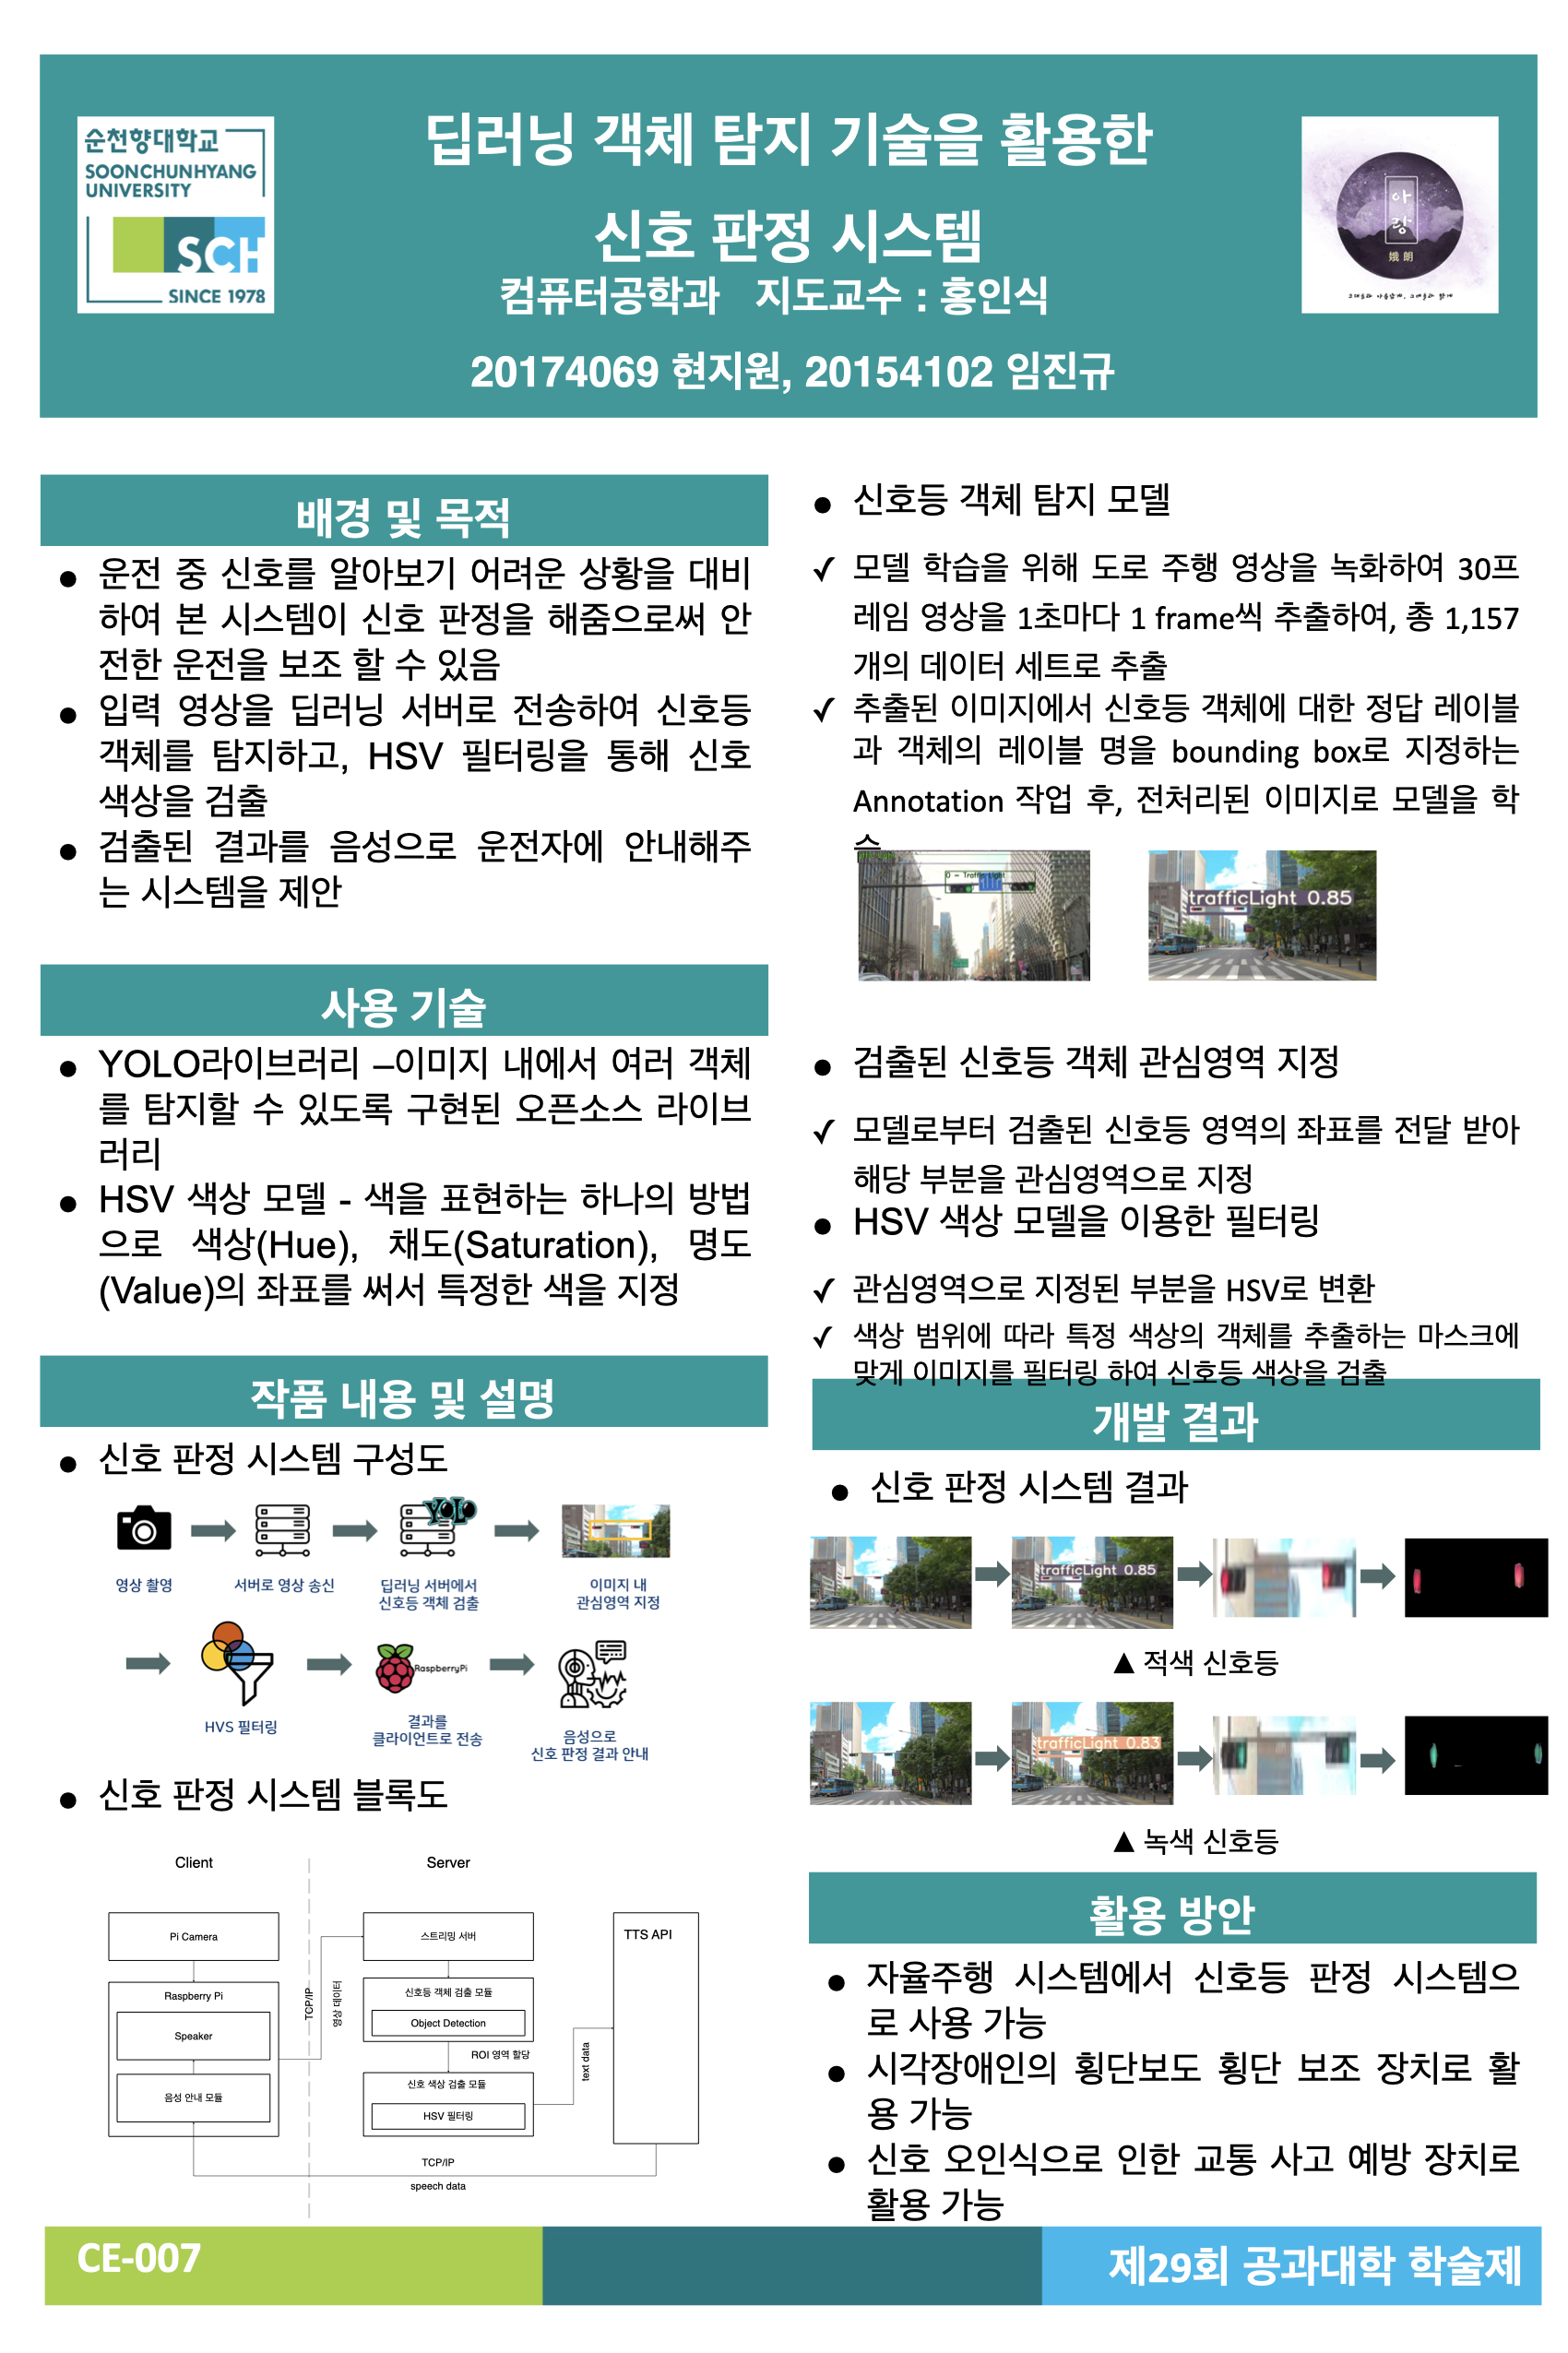 순천향대학교
SOONCHUNHYANG
UNIVERSITY
SCH
SINCE 1978
딥러닝 객체 탐지 기술을 활용한
신호 판정 시스템
컴퓨터공학과 지도교수 : 홍인식
20174069 현지원, 20154102 임진규
아랑
娥朗
배경 및 목적
● 운전 중 신호를 알아보기 어려운 상황을 대비
하여 본 시스템이 신호 판정을 해줌으로써 안
전한 운전을 보조 할 수 있음
● 입력 영상을 딥러닝 서버로 전송하여 신호등
객체를 탐지하고, HSV 필터링을 통해 신호
색상을 검출
● 검출된 결과를 음성으로 운전자에 안내해주
는 시스템을 제안
사용 기술
● YOLO라이브러리 –이미지 내에서 여러 객체
를 탐지할 수 있도록 구현된 오픈소스 라이브
러리
● HSV 색상 모델 - 색을 표현하는 하나의 방법
으로 색상(Hue), 채도(Saturation), 명도
(Value)의 좌표를 써서 특정한 색을 지정
작품 내용 및 설명
● 신호 판정 시스템 구성도
YOLO
영상 촬영
서버로 영상 송신
딥러닝 서버에서
신호등 객체 검출
이미지 내
관심영역 지정
RaspberryPi
HVS 필터링
결과를
클라이언트로 전송
음성으로
신호 판정 결과 안내
● 신호 판정 시스템 블록도
Client
Server
Pi Camera
Raspberry Pi
Speaker
음성 안내 모듈
TCP/IP
영상 데이터
스트리밍 서버
신호등 객체 검출 모듈
Object Detection
ROI 영역 할당
신호 색상 검출 모듈
HSV 필터링
text data
TTS API
TCP/IP
speech data
● 신호등 객체 탐지 모델
✓ 모델 학습을 위해 도로 주행 영상을 녹화하여 30프
레임 영상을 1초마다 1 frame씩 추출하여, 총 1,157
개의 데이터 세트로 추출
✓ 추출된 이미지에서 신호등 객체에 대한 정답 레이블
과 객체의 레이블 명을 bounding box로 지정하는
Annotation 작업 후, 전처리된 이미지로 모델을 학
습
0 - Traffic Light
trafficLight 0.85
● 검출된 신호등 객체 관심영역 지정
✓ 모델로부터 검출된 신호등 영역의 좌표를 전달 받아
해당 부분을 관심영역으로 지정
● HSV 색상 모델을 이용한 필터링
✓ 관심영역으로 지정된 부분을 HSV로 변환
✓ 색상 범위에 따라 특정 색상의 객체를 추출하는 마스크에
맞게 이미지를 필터링 하여 신호등 색상을 검출
개발 결과
● 신호 판정 시스템 결과
trafficLight 0.85
▲ 적색 신호등
trafficLight 0.83
▲ 녹색 신호등
활용 방안
● 자율주행 시스템에서 신호등 판정 시스템으
로 사용 가능
● 시각장애인의 횡단보도 횡단 보조 장치로 활
용 가능
● 신호 오인식으로 인한 교통 사고 예방 장치로
활용 가능
CE-007
제29회 공과대학 학술제